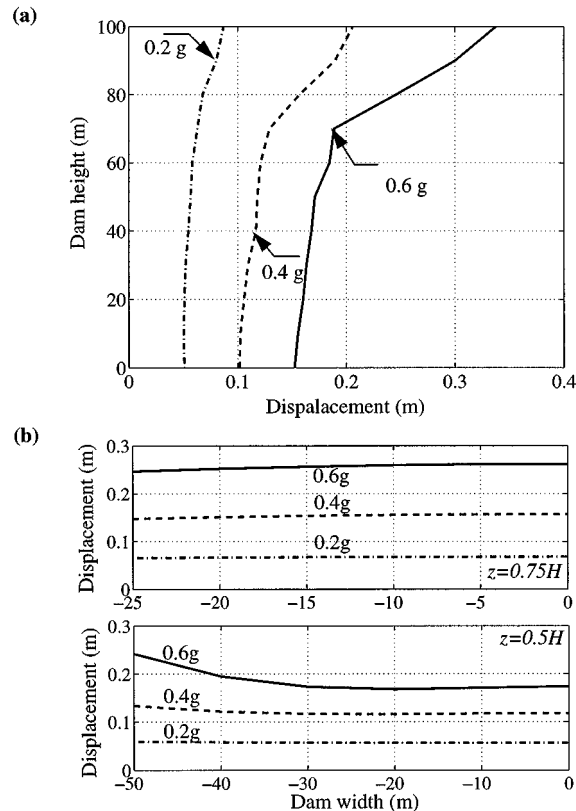 (a)
100
80
60
40
20
0
Dam height (m)
0.2 g
0.6 g
0.4 g
0 0.1 0.2 0.3 0.4
Dispalacement (m)
(b)
0.3
0.2
0.1
0
Displacement (m)
0.6g
0.4g
0.2g
z=0.75H
−25 −20 −15 −10 −5 0
0.3
0.2
0.1
0
Displacement (m)
z=0.5H
0.6g
0.4g
0.2g
−50 −40 −30 −20 −10 0
Dam width (m)